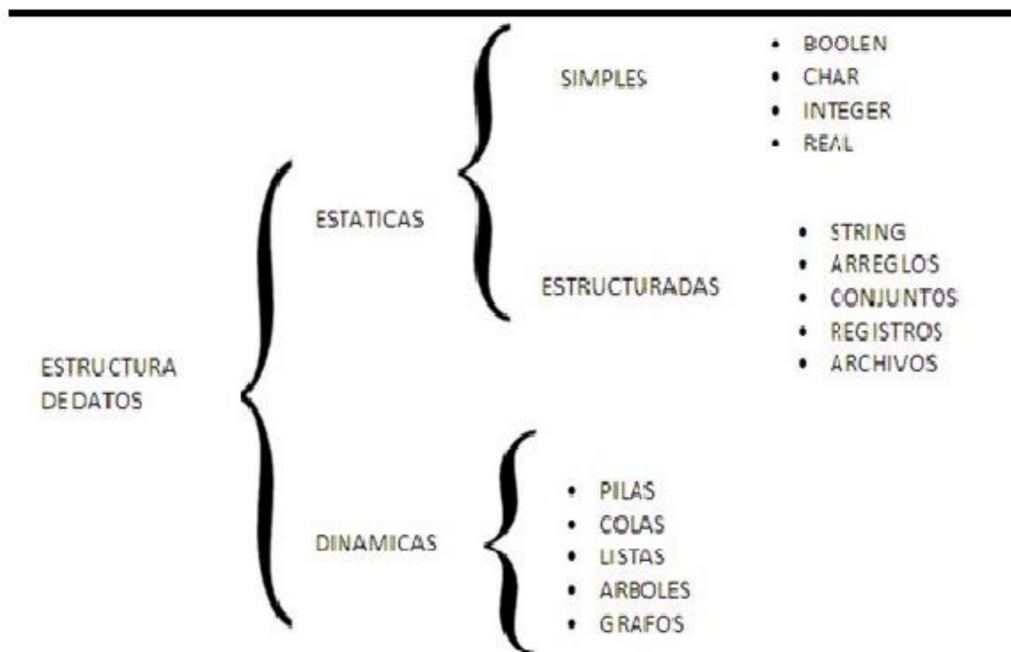 SIMPLES
• BOOLEN
• CHAR
• INTEGER
• REAL
ESTATICAS
ESTRUCTURADAS
• STRING
• ARREGLOS
• CONJUNTOS
• REGISTROS
• ARCHIVOS
ESTRUCTURA
DE DATOS
DINAMICAS
• PILAS
• COLAS
• LISTAS
• ARBOLES
• GRAFOS